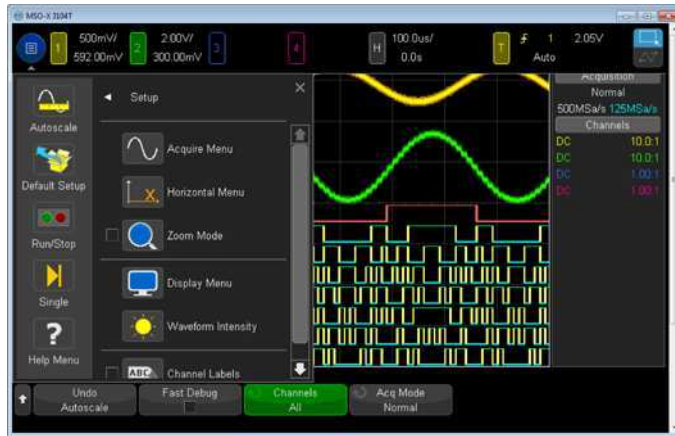 MSO-X 3104T
1 500mV/ 2 2.00V/ 3 4 H 100.0us/ T 1 2.05V
592.00mV 300.00mV 0.0s Auto
Autoscale
Default Setup
Run/Stop
Single
?
Help Menu
Setup
Acquire Menu
X
Horizontal Menu
Zoom Mode
Display Menu
Waveform Intensity
ABC Channel Labels
Acquisition
Normal
500MSa/s 125MSa/s
Channels
DC 10.0:1
DC 10.0:1
DC 1.00:1
DC 1.00:1
Undo Autoscale
Fast Debug
Channels All
Acq Mode Normal